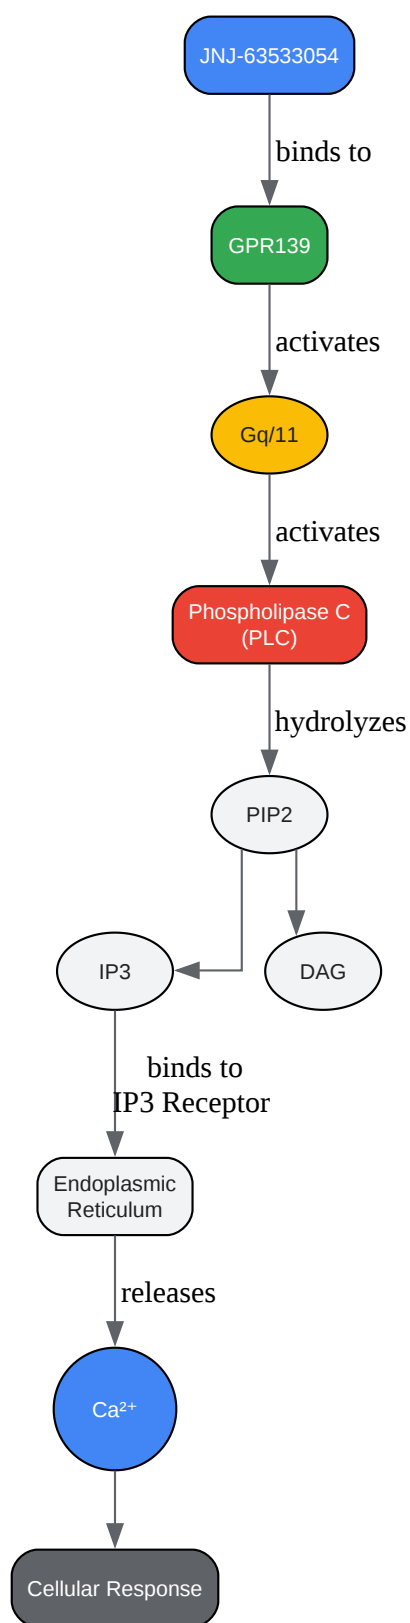 JNJ-63533054
binds to
GPR139
activates
Gq/11
activates
Phospholipase C
(PLC)
hydrolyzes
PIP2
IP3
DAG
binds to
IP3 Receptor
Endoplasmic
Reticulum
releases
Ca²⁺
Cellular Response